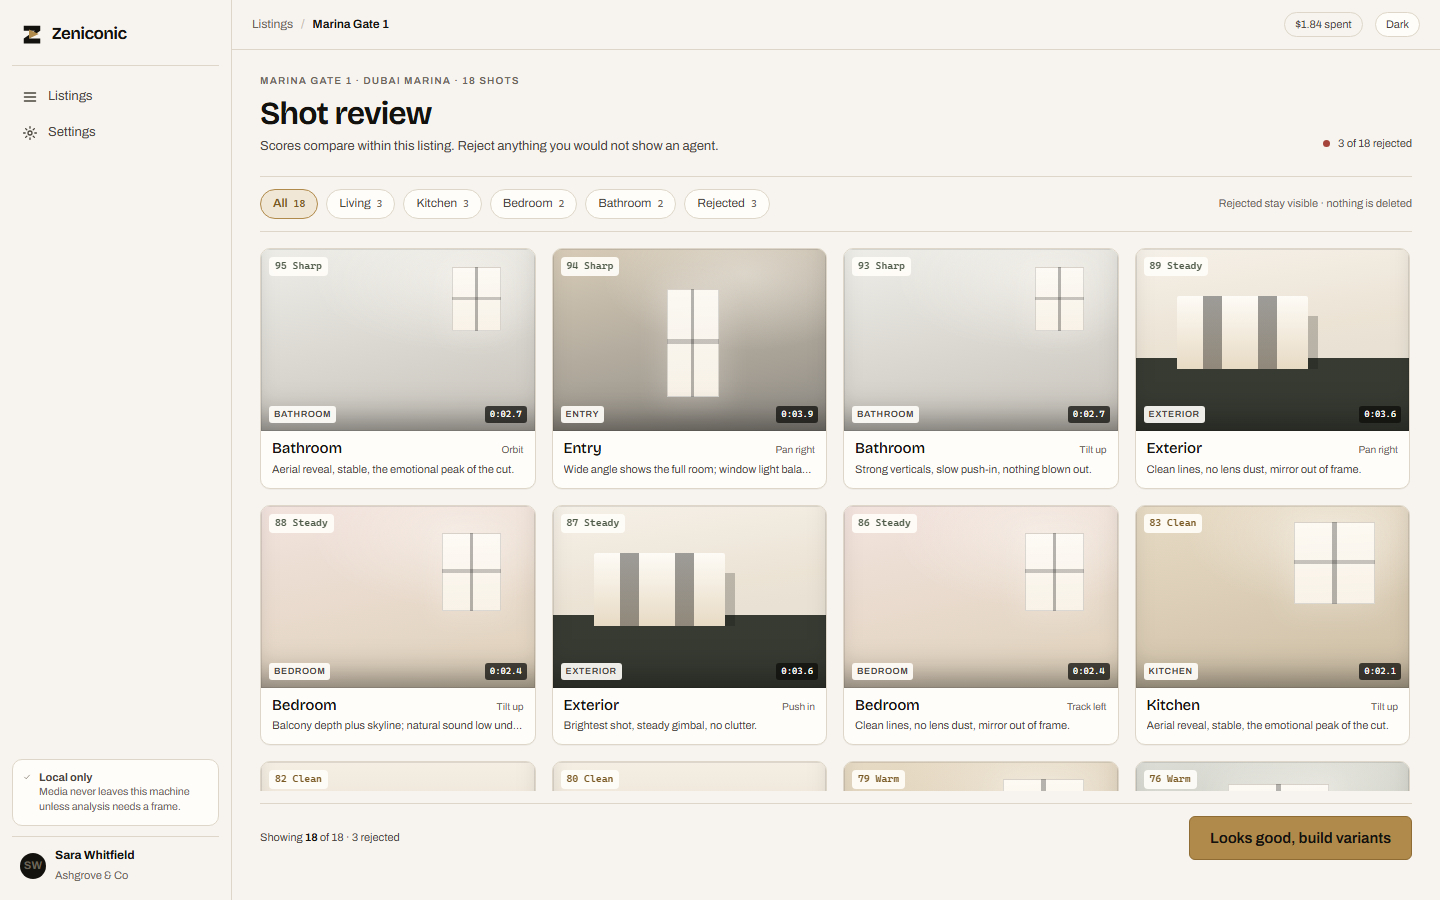 Zeniconic
Listings
Settings
Local only
Media never leaves this machine
unless analysis needs a frame.
SW
Sara Whitfield
Ashgrove & Co
Listings / Marina Gate 1
$1.84 spent
Dark
MARINA GATE 1 · DUBAI MARINA · 18 SHOTS
Shot review
Scores compare within this listing. Reject anything you would not show an agent.
3 of 18 rejected
All 18
Living 3
Kitchen 3
Bedroom 2
Bathroom 2
Rejected 3
Rejected stay visible · nothing is deleted
95 Sharp
BATHROOM
0:02.7
Bathroom
Orbit
Aerial reveal, stable, the emotional peak of the cut.
94 Sharp
ENTRY
0:03.9
Entry
Pan right
Wide angle shows the full room; window light bala...
93 Sharp
BATHROOM
0:02.7
Bathroom
Tilt up
Strong verticals, slow push-in, nothing blown out.
89 Steady
EXTERIOR
0:03.6
Exterior
Pan right
Clean lines, no lens dust, mirror out of frame.
88 Steady
BEDROOM
0:02.4
Bedroom
Tilt up
Balcony depth plus skyline; natural sound low und...
87 Steady
EXTERIOR
0:03.6
Exterior
Push in
Brightest shot, steady gimbal, no clutter.
86 Steady
BEDROOM
0:02.4
Bedroom
Track left
Clean lines, no lens dust, mirror out of frame.
83 Clean
KITCHEN
0:02.1
Kitchen
Tilt up
Aerial reveal, stable, the emotional peak of the cut.
82 Clean
80 Clean
79 Warm
76 Warm
Showing 18 of 18 · 3 rejected
Looks good, build variants